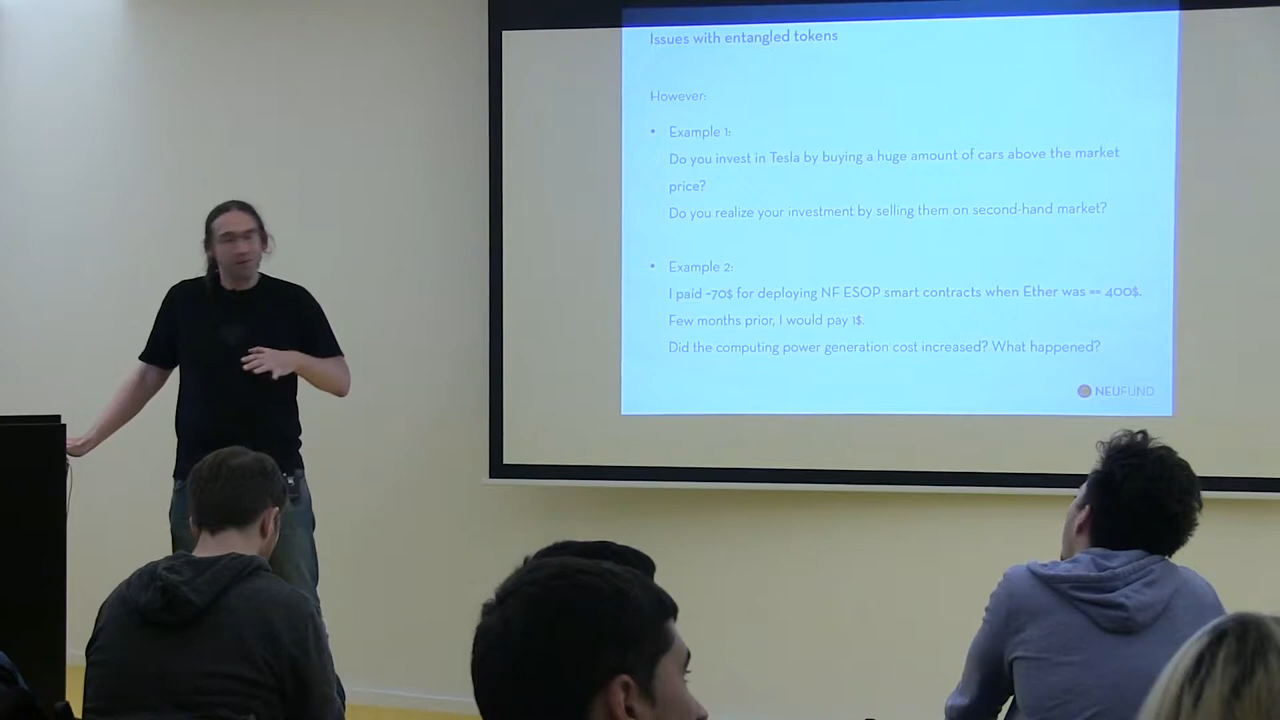 Issues with entangled tokens
However:
• Example 1:
Do you invest in Tesla by buying a huge amount of cars above the market
price?
Do you realize your investment by selling them on second-hand market?
• Example 2:
I paid ~70$ for deploying NF ESOP smart contracts when Ether was == 400$.
Few months prior, I would pay 1$.
Did the computing power generation cost increased? What happened?
NEUFUND